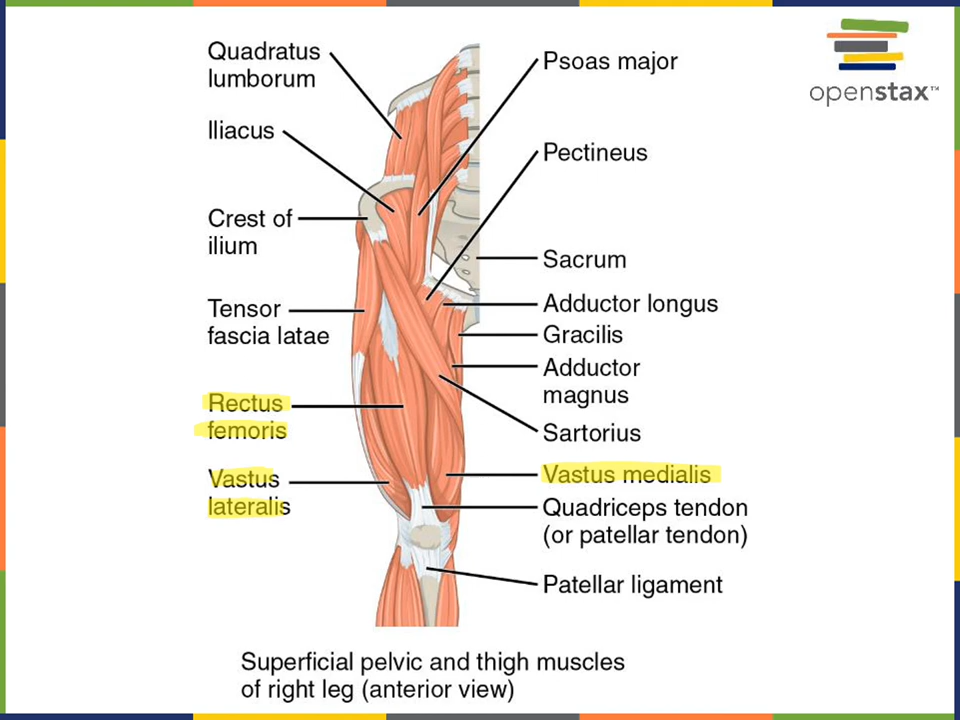 openstax™
Quadratus
lumborum
Iliacus
Crest of
ilium
Tensor
fascia latae
Rectus
femoris
Vastus
lateralis
Psoas major
Pectineus
Sacrum
Adductor longus
Gracilis
Adductor
magnus
Sartorius
Vastus medialis
Quadriceps tendon
(or patellar tendon)
Patellar ligament
Superficial pelvic and thigh muscles
of right leg (anterior view)